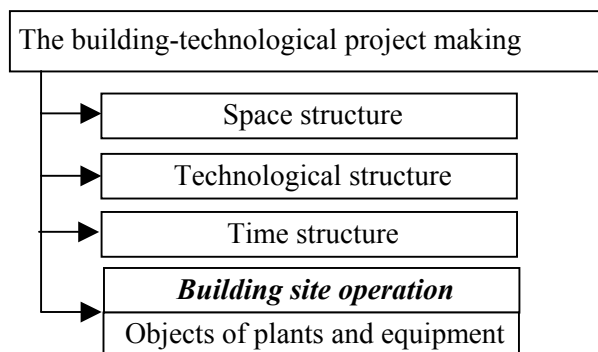 The building-technological project making
Space structure
Technological structure
Time structure
Building site operation
Objects of plants and equipment